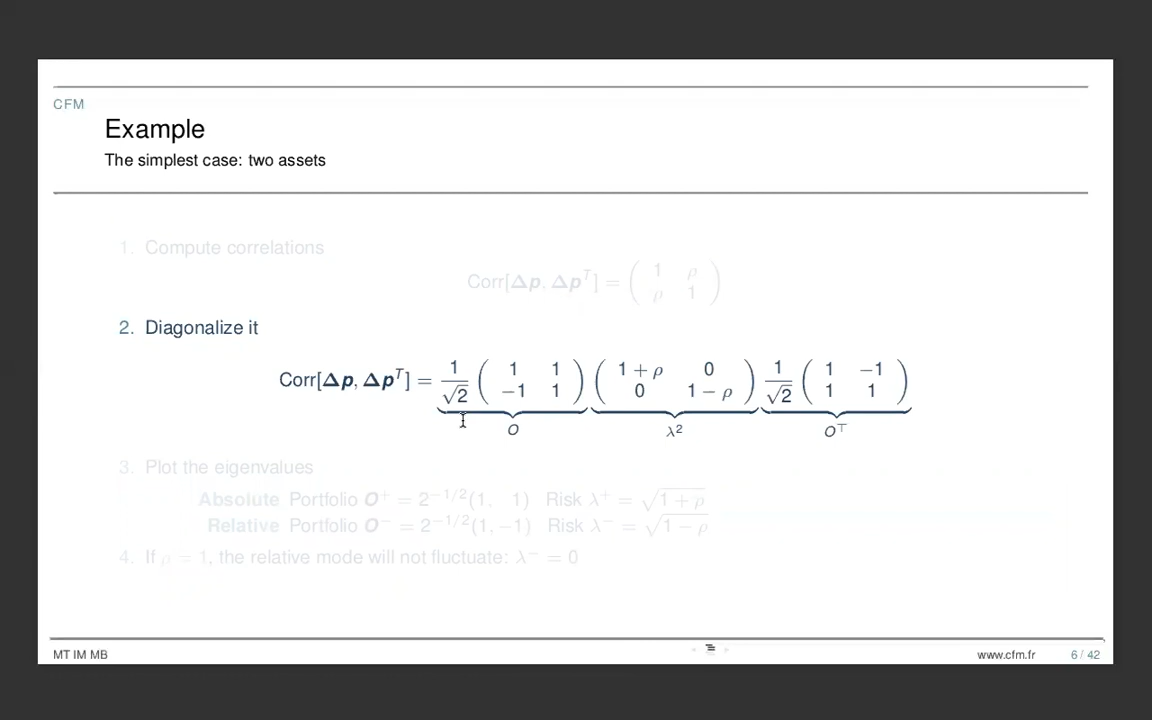 CFM
Example
The simplest case: two assets
1. Compute correlations
Corr[Δp, Δpᵀ] = ( 1 ρ ρ 1 )
2. Diagonalize it
Corr[Δp, Δpᵀ] = 1/√2 ( 1 1 −1 1 ) ( 1 + ρ 0 0 1 − ρ ) 1/√2 ( 1 −1 1 1 )
O λ² O⊤
3. Plot the eigenvalues
Absolute Portfolio O⁺ = 2^−1/2(1, 1) Risk λ⁺ = √1 + ρ
Relative Portfolio O⁻ = 2^−1/2(1, −1) Risk λ⁻ = √1 − ρ
4. If ρ = 1, the relative mode will not fluctuate: λ⁻ = 0
MT IM MB
www.cfm.fr
6 / 42